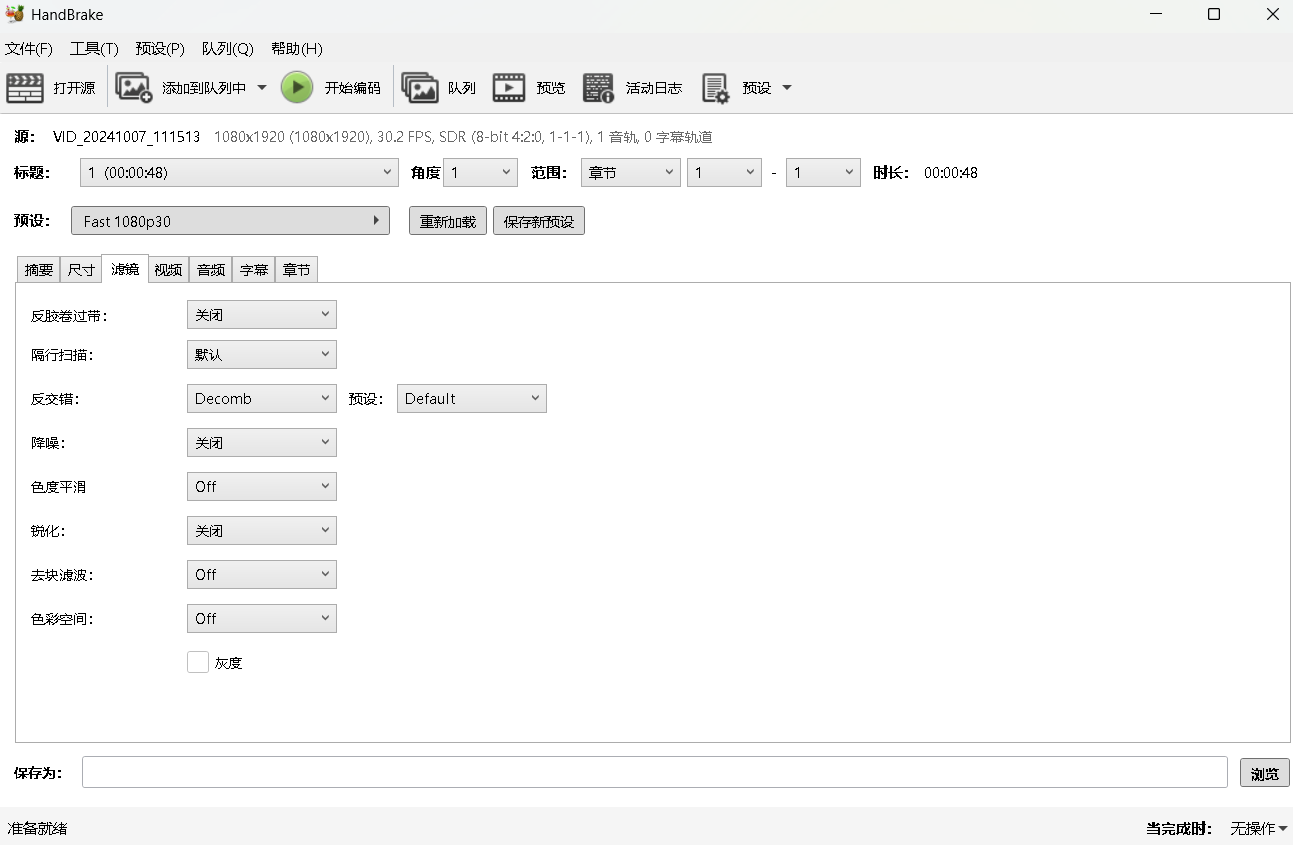 HandBrake
文件(F) 工具(T) 预设(P) 队列(Q) 帮助(H)
打开源 添加到队列中 开始编码 队列 预览 活动日志 预设
源: VID_20241007_111513 1080x1920 (1080x1920), 30.2 FPS, SDR (8-bit 4:2:0, 1-1-1), 1 音轨, 0 字幕轨道
标题: 1 (00:00:48) 角度 1 范围: 章节 1 - 1 时长: 00:00:48
预设: Fast 1080p30 重新加载 保存新预设
摘要 尺寸 滤镜 视频 音频 字幕 章节
反胶卷过带: 关闭
隔行扫描: 默认
反交错: Decomb 预设: Default
降噪: 关闭
色度平滑 Off
锐化: 关闭
去块滤波: Off
色彩空间: Off
灰度
保存为: 浏览
准备就绪 当完成时: 无操作